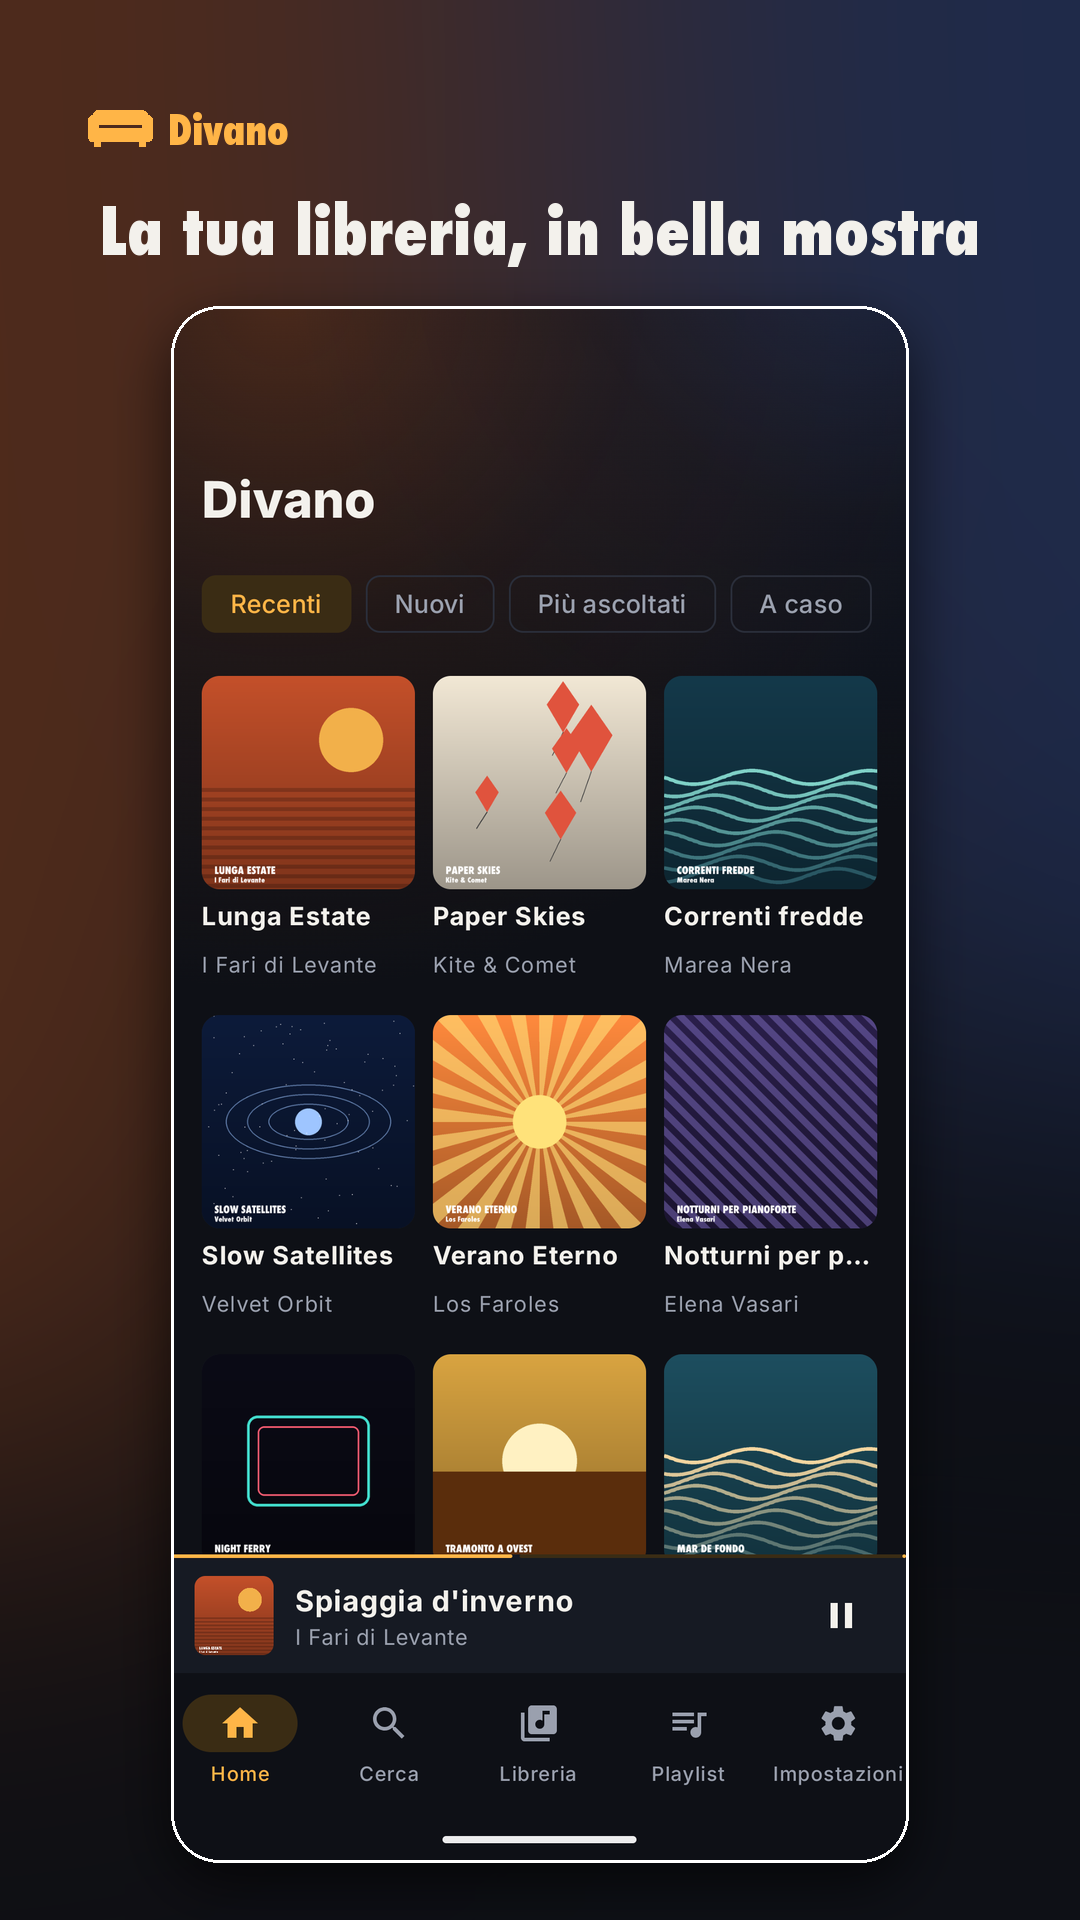 Divano
La tua libreria, in bella mostra
Divano
Recenti
Nuovi
Più ascoltati
A caso
LUNGA ESTATE
I Fari di Levante
PAPER SKIES
Kite & Comet
CORRENTI FREDDE
Marea Nera
Lunga Estate
Paper Skies
Correnti fredde
I Fari di Levante
Kite & Comet
Marea Nera
SLOW SATELLITES
Velvet Orbit
VERANO ETERNO
Los Faroles
NOTTURNI PER PIANOFORTE
Elena Vasari
Slow Satellites
Verano Eterno
Notturni per p...
Velvet Orbit
Los Faroles
Elena Vasari
NIGHT FERRY
TRAMONTO A OVEST
MAR DE FONDO
LUNGA ESTATE
Spiaggia d'inverno
I Fari di Levante
Home
Cerca
Libreria
Playlist
Impostazioni